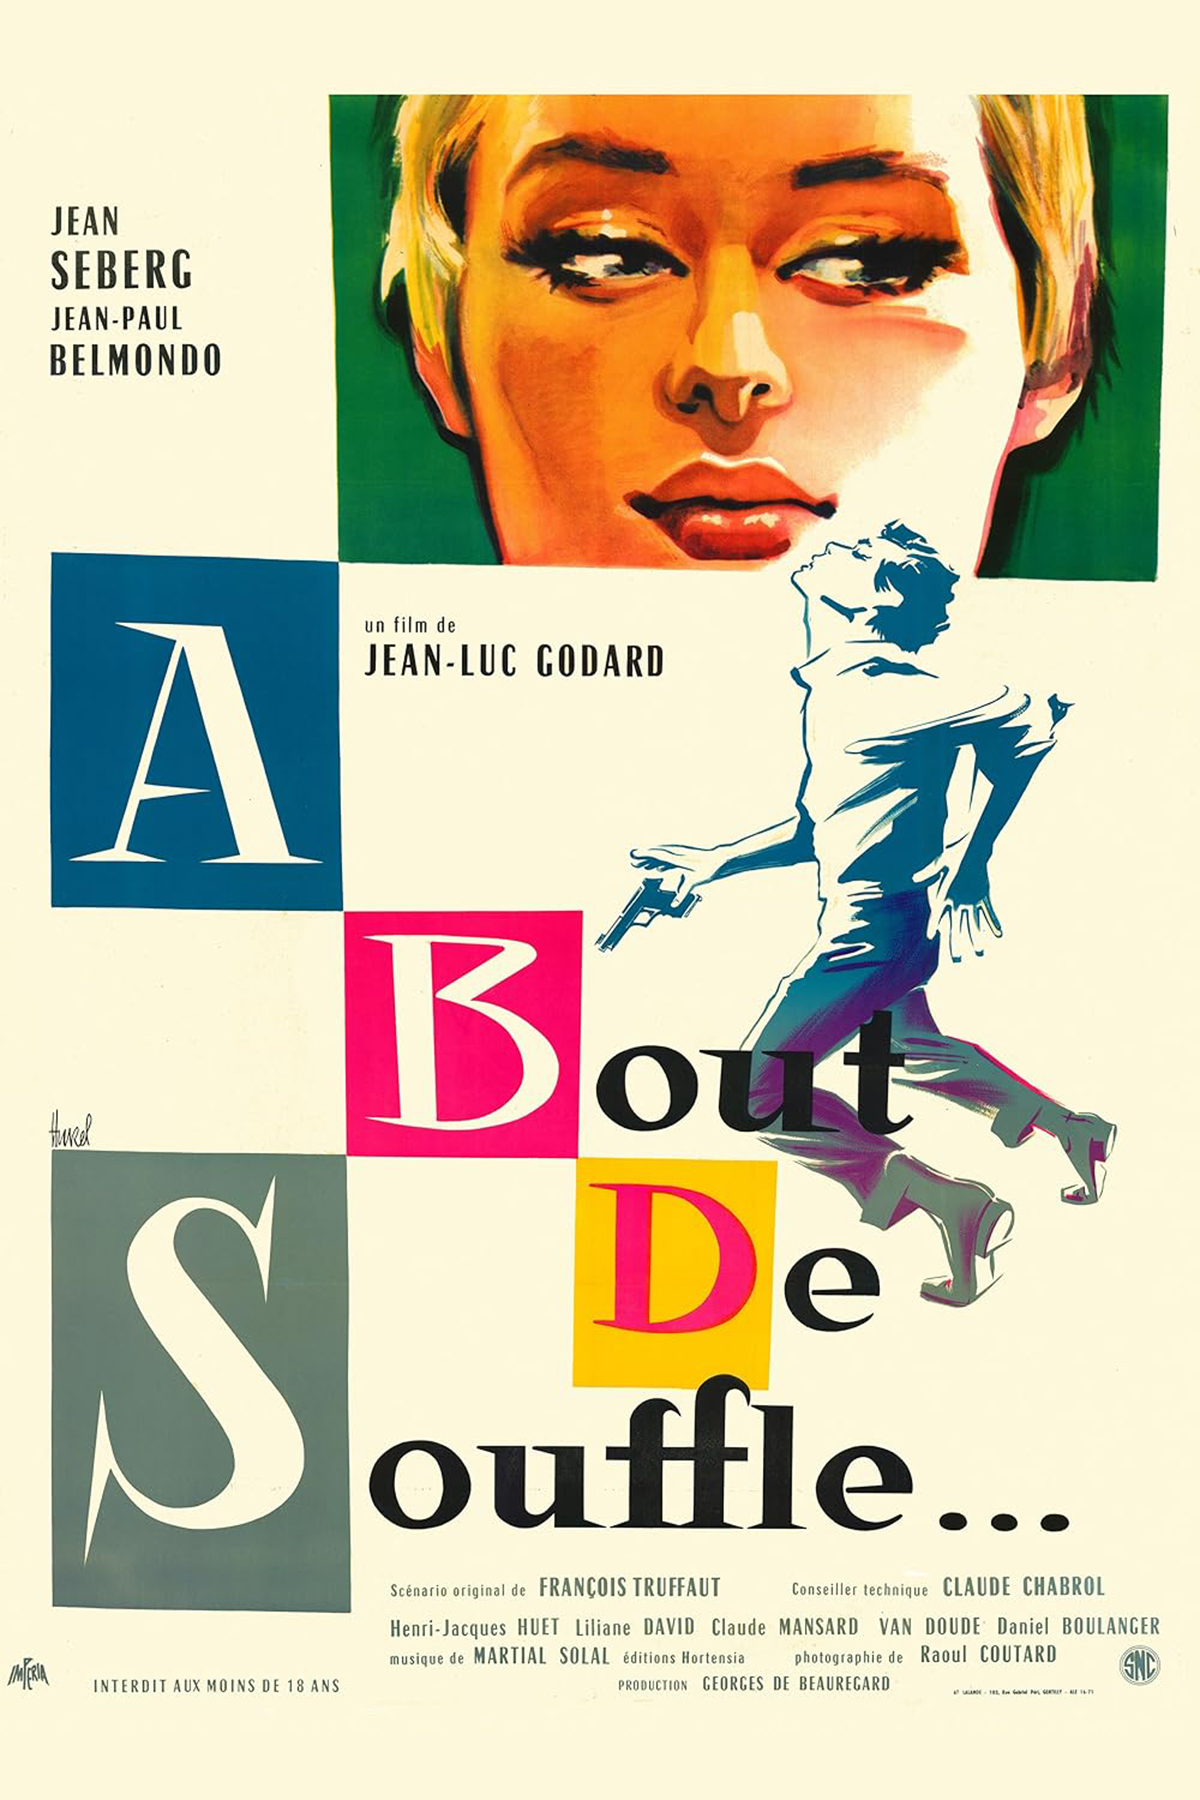 JEAN
SEBERG
JEAN-PAUL
BELMONDO
un film de
JEAN-LUC GODARD
A
Bout
De
Souffle...
Hurel
Scénario original de FRANÇOIS TRUFFAUT Conseiller technique CLAUDE CHABROL
Henri-Jacques HUET Liliane DAVID Claude MANSARD VAN DOUDE Daniel BOULANGER
musique de MARTIAL SOLAL éditions Hortensia photographie de Raoul COUTARD
PRODUCTION GEORGES DE BEAUREGARD
IMPERIA
INTERDIT AUX MOINS DE 18 ANS
SNC